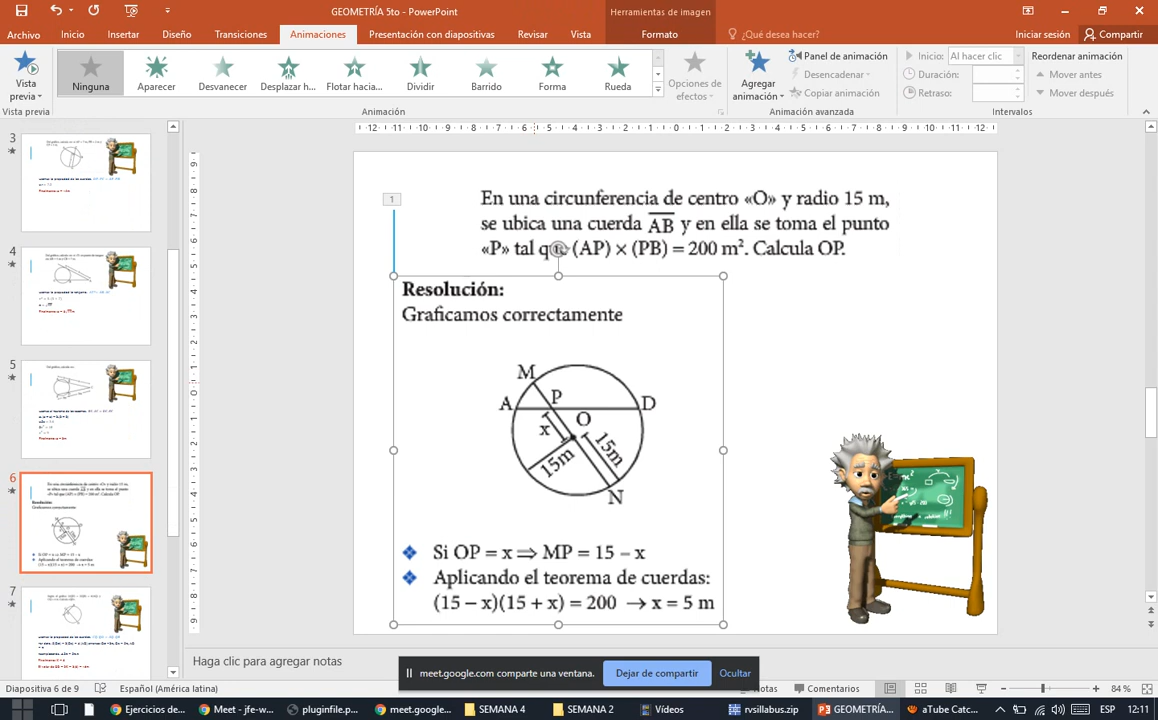 GEOMETRÍA 5to - PowerPoint
Herramientas de imagen
Archivo Inicio Insertar Diseño Transiciones Animaciones Presentación con diapositivas Revisar Vista Formato ¿Qué desea hacer? Iniciar sesión Compartir
Vista previa
Ninguna Aparecer Desvanecer Desplazar h... Flotar hacia... Dividir Barrido Forma Rueda
Opciones de efectos
Agregar animación
Panel de animación
Desencadenar
Copiar animación
Inicio: Al hacer clic
Duración:
Retraso:
Reordenar animación
Mover antes
Mover después
Vista previa Animación Animación avanzada Intervalos
3
4
5
6
7
1
En una circunferencia de centro «O» y radio 15 m,
se ubica una cuerda AB y en ella se toma el punto
«P» tal que (AP) × (PB) = 200 m². Calcula OP.
Resolución:
Graficamos correctamente
M
A P D
O
x 15m
15m
N
❖ Si OP = x ⇒ MP = 15 – x
❖ Aplicando el teorema de cuerdas:
(15 – x)(15 + x) = 200 → x = 5 m
Haga clic para agregar notas
meet.google.com comparte una ventana. Dejar de compartir Ocultar
Diapositiva 6 de 9 Español (América latina) Notas Comentarios 84 %
Ejercicios de... Meet - jfe-w... pluginfile.p... meet.google... SEMANA 4 SEMANA 2 Vídeos rvsillabus.zip GEOMETRÍA... aTube Catc... ESP 12:11